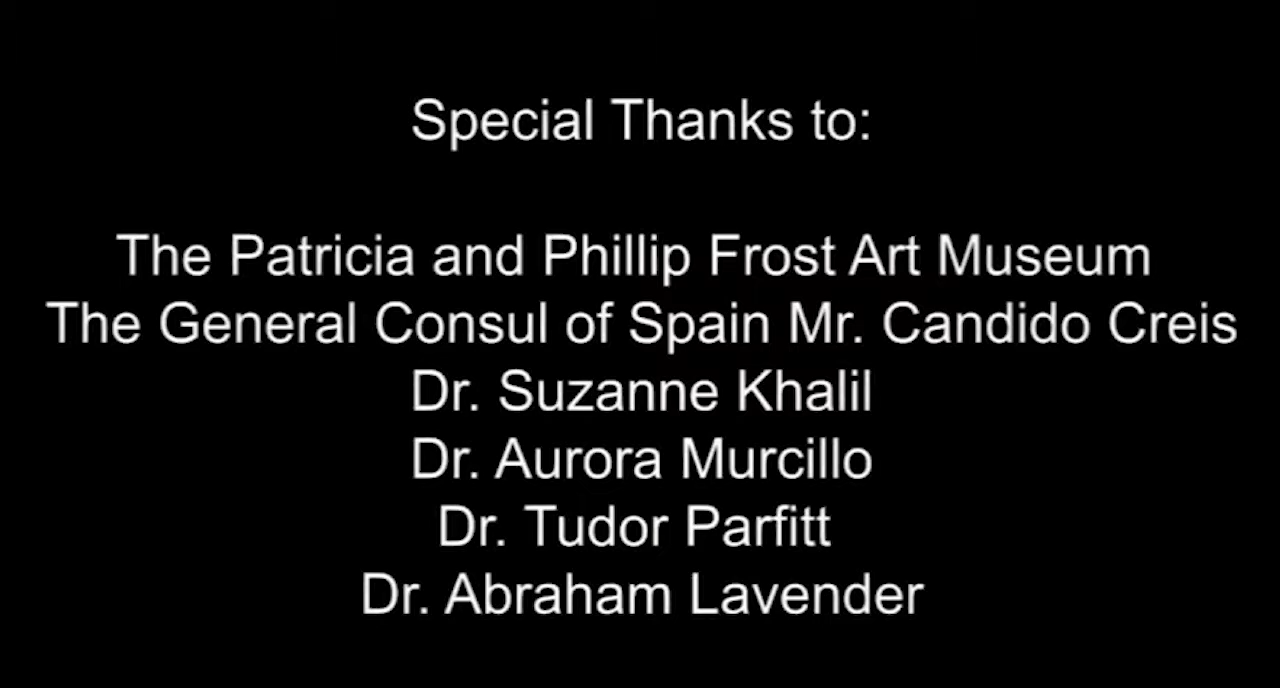 Special Thanks to:
The Patricia and Phillip Frost Art Museum
The General Consul of Spain Mr. Candido Creis
Dr. Suzanne Khalil
Dr. Aurora Murcillo
Dr. Tudor Parfitt
Dr. Abraham Lavender